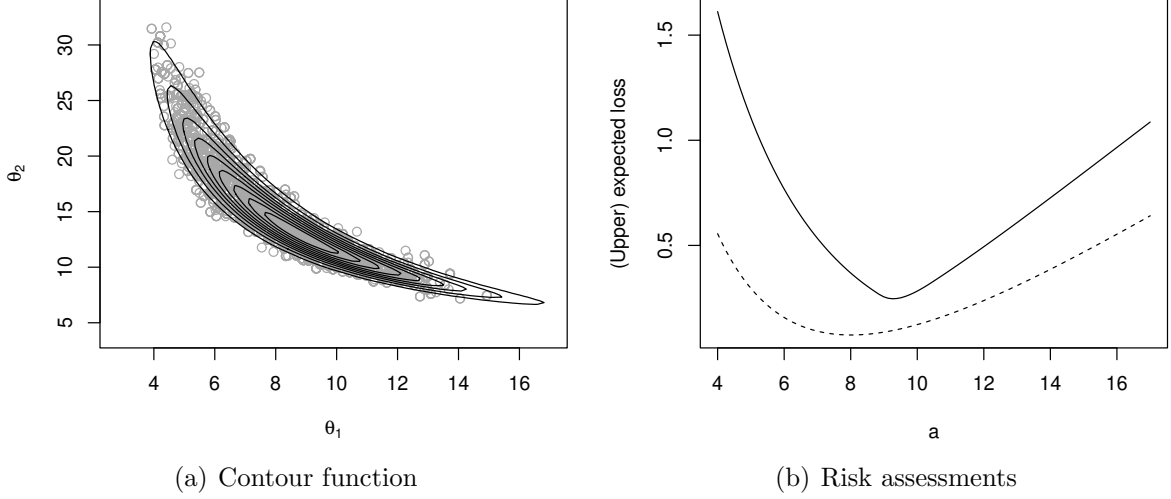 30
25
20
15
10
5
θ2
4 6 8 10 12 14 16
θ1
(a) Contour function
1.5
1.0
0.5
(Upper) expected loss
4 6 8 10 12 14 16
a
(b) Risk assessments